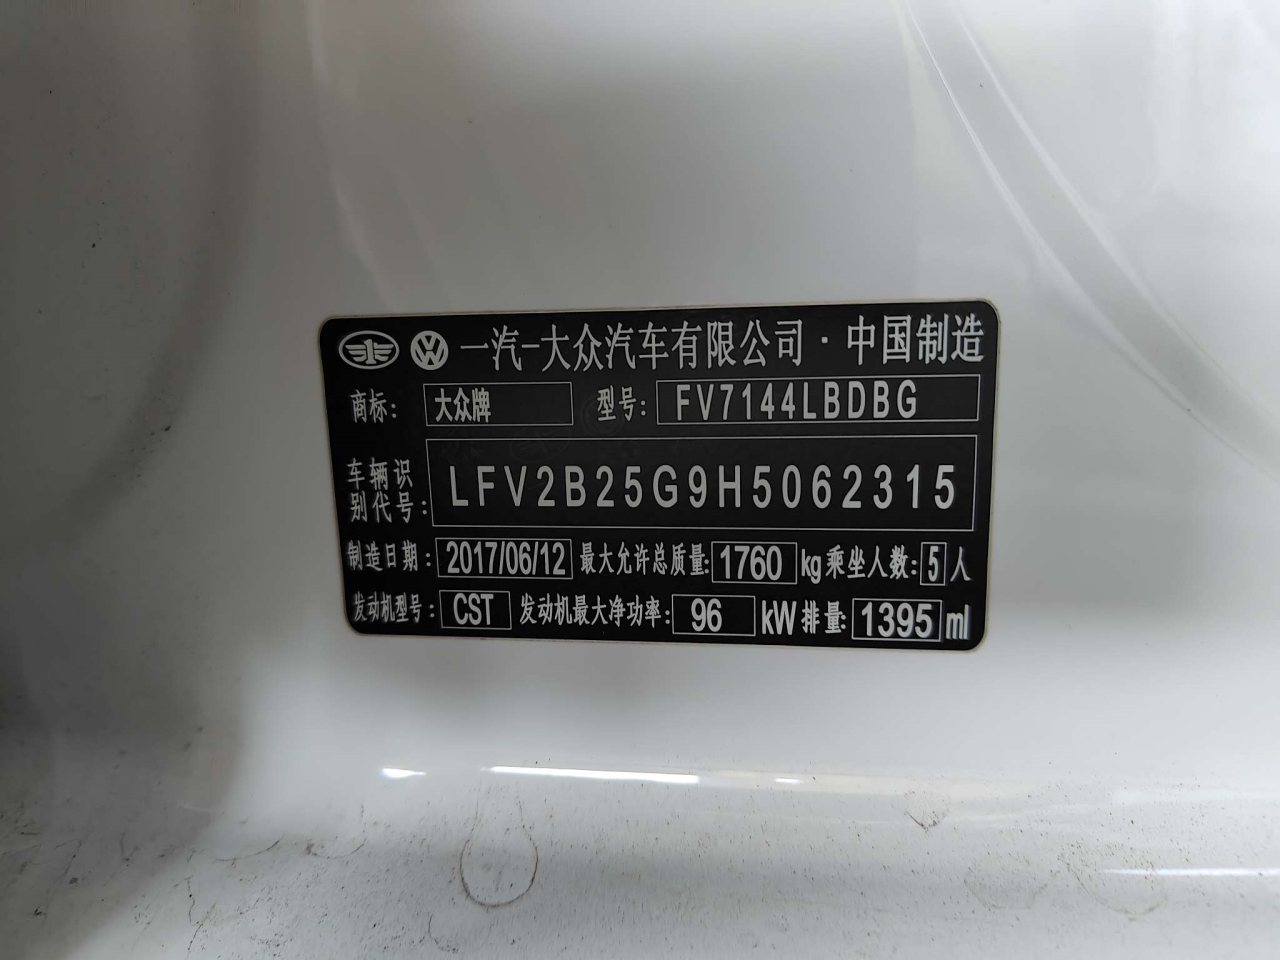 一汽-大众汽车有限公司·中国制造
商标: 大众牌 型号: FV7144LBDBG
车辆识别代号: LFV2B25G9H5062315
制造日期: 2017/06/12 最大允许总质量: 1760 kg 乘坐人数: 5 人
发动机型号: CST 发动机最大净功率: 96 kW 排量: 1395 ml